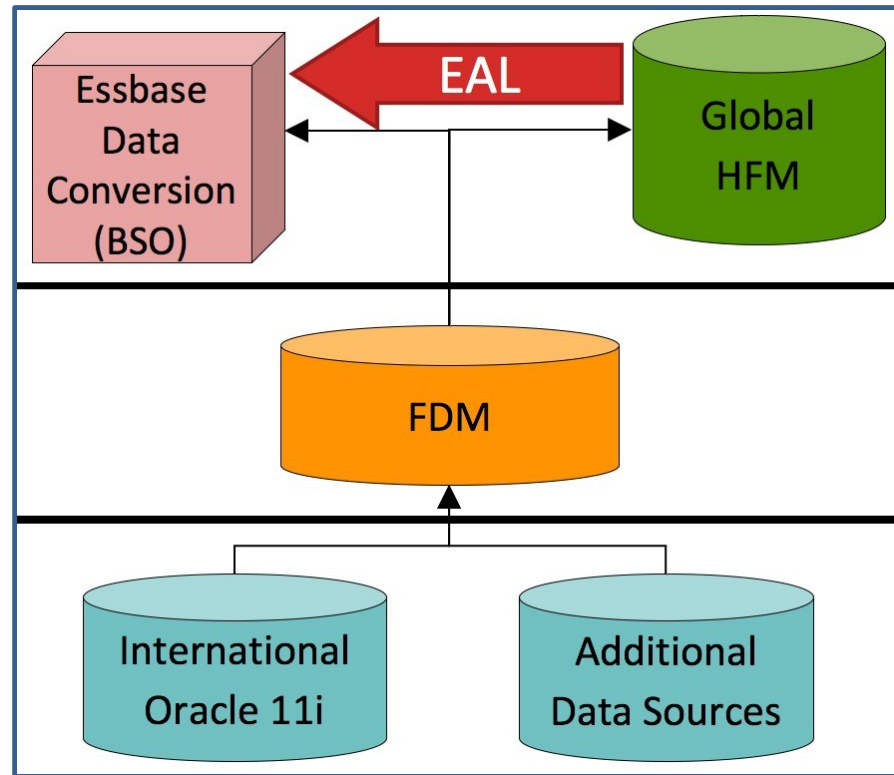 Essbase
Data
Conversion
(BSO)
EAL
Global
HFM
FDM
International
Oracle 11i
Additional
Data Sources